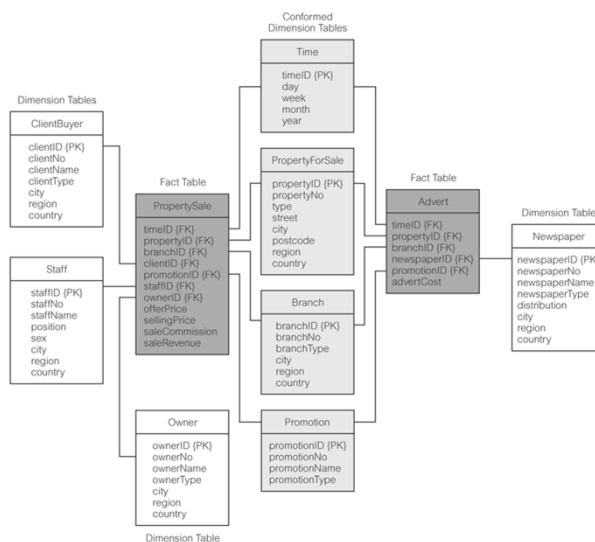 Conformed
Dimension Tables
Time
timeID {PK}
day
week
month
year
Dimension Tables
ClientBuyer
clientID {PK}
clientNo
clientName
clientType
city
region
country
Fact Table
PropertySale
timeID {FK}
propertyID {FK}
branchID {FK}
clientID {FK}
promotionID {FK}
staffID {FK}
ownerID {FK}
offerPrice
sellingPrice
saleCommission
saleRevenue
PropertyForSale
propertyID {PK}
propertyNo
type
street
city
postcode
region
country
Fact Table
Advert
timeID {FK}
propertyID {FK}
branchID {FK}
newspaperID {FK}
promotionID {FK}
advertCost
Dimension Table
Newspaper
newspaperID {PK}
newspaperNo
newspaperName
newspaperType
distribution
city
region
country
Staff
staffID {PK}
staffNo
staffName
position
sex
city
region
country
Branch
branchID {PK}
branchNo
branchType
city
region
country
Owner
ownerID {PK}
ownerNo
ownerName
ownerType
city
region
country
Dimension Table
Promotion
promotionID {PK}
promotionNo
promotionName
promotionType